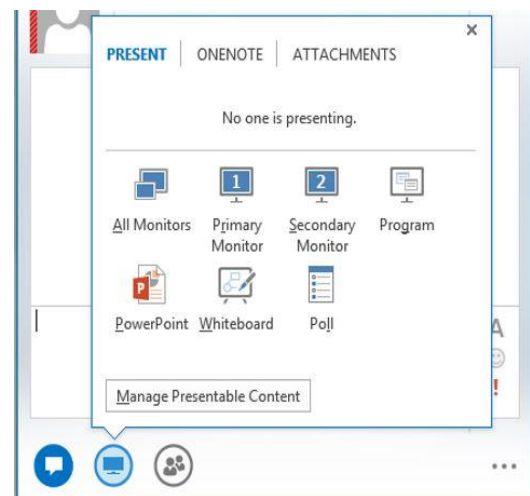 PRESENT ONENOTE ATTACHMENTS
×
No one is presenting.
1 2
All Monitors Primary Secondary Program
Monitor Monitor
P
PowerPoint Whiteboard Poll
A
Manage Presentable Content
!
...